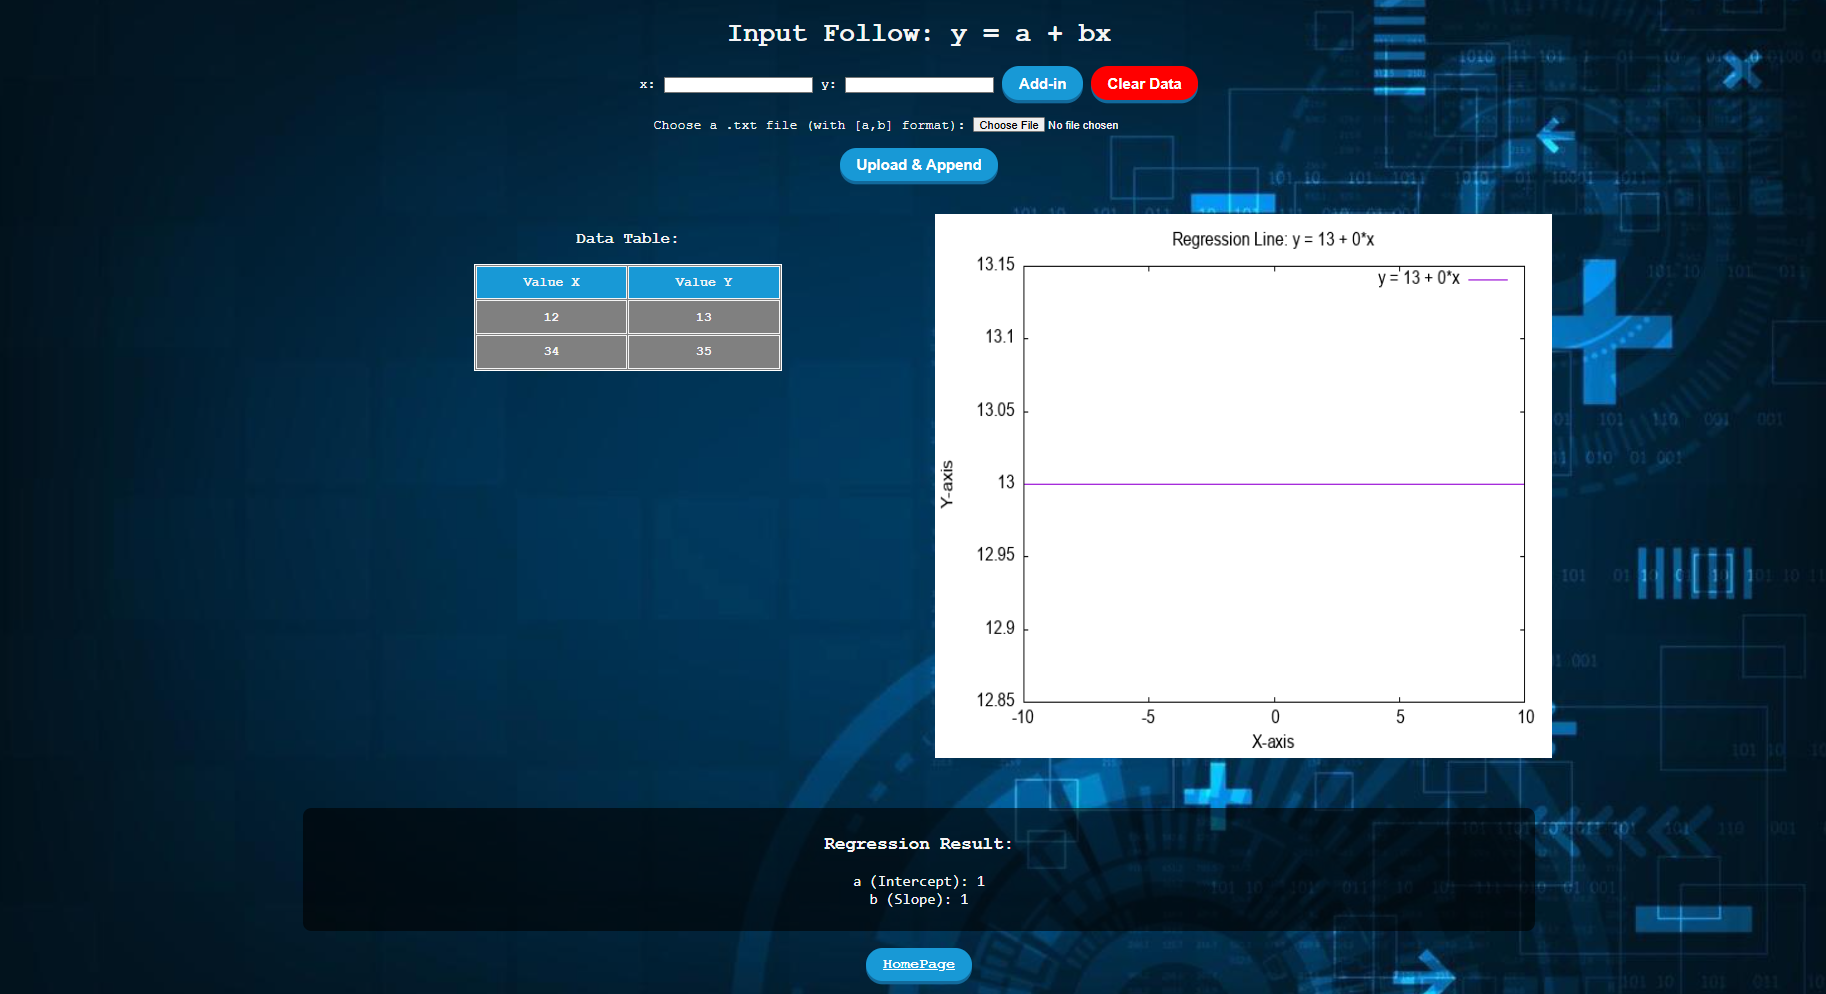 Input Follow: y = a + bx
x: y: Add-in Clear Data
Choose a .txt file (with [a,b] format): Choose File No file chosen
Upload & Append
Data Table:
Value X Value Y
12 13
34 35
Regression Line: y = 13 + 0*x
y = 13 + 0*x
13.15
13.1
13.05
13
12.95
12.9
12.85
Y-axis
-10 -5 0 5 10
X-axis
Regression Result:
a (Intercept): 1
b (Slope): 1
HomePage